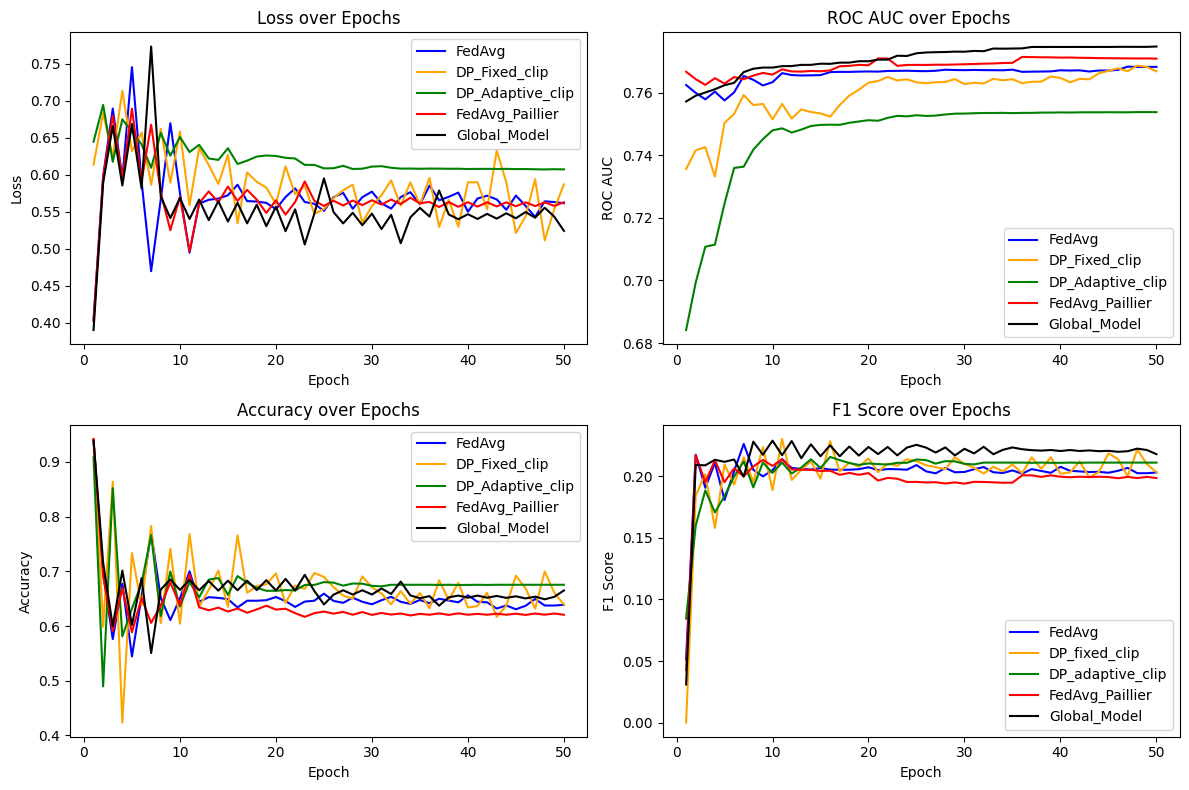 Loss over Epochs
0.75
0.70
0.65
0.60
0.55
0.50
0.45
0.40
Loss
0
10
20
30
40
50
Epoch
FedAvg
DP_Fixed_clip
DP_Adaptive_clip
FedAvg_Paillier
Global_Model
ROC AUC over Epochs
0.76
0.74
0.72
0.70
0.68
ROC AUC
0
10
20
30
40
50
Epoch
FedAvg
DP_Fixed_clip
DP_Adaptive_clip
FedAvg_Paillier
Global_Model
Accuracy over Epochs
0.9
0.8
0.7
0.6
0.5
0.4
Accuracy
0
10
20
30
40
50
Epoch
FedAvg
DP_Fixed_clip
DP_Adaptive_clip
FedAvg_Paillier
Global_Model
F1 Score over Epochs
0.20
0.15
0.10
0.05
0.00
F1 Score
0
10
20
30
40
50
Epoch
FedAvg
DP_fixed_clip
DP_adaptive_clip
FedAvg_Paillier
Global_Model